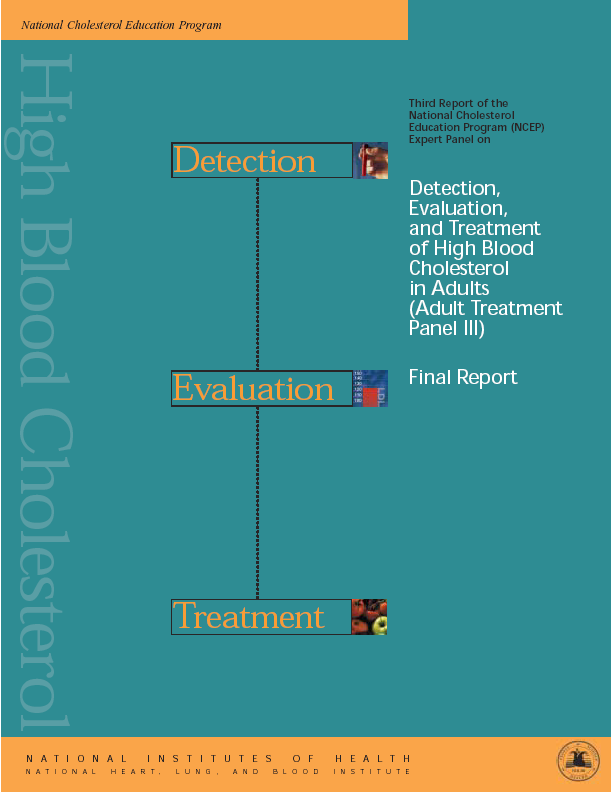 National Cholesterol Education Program
High Blood Cholesterol
Third Report of the
National Cholesterol
Education Program (NCEP)
Expert Panel on
Detection
Detection,
Evaluation,
and Treatment
of High Blood
Cholesterol
in Adults
(Adult Treatment
Panel III)
Final Report
Evaluation
LDL
Treatment
NATIONAL INSTITUTES OF HEALTH
NATIONAL HEART, LUNG, AND BLOOD INSTITUTE